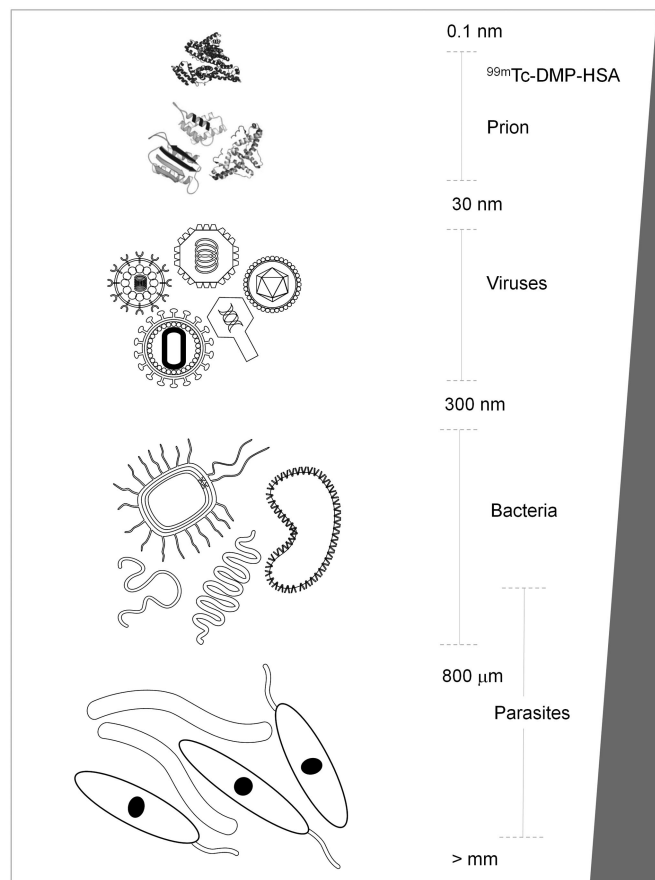 0.1 nm
99mTc-DMP-HSA
Prion
30 nm
Viruses
300 nm
Bacteria
800 μm
Parasites
> mm